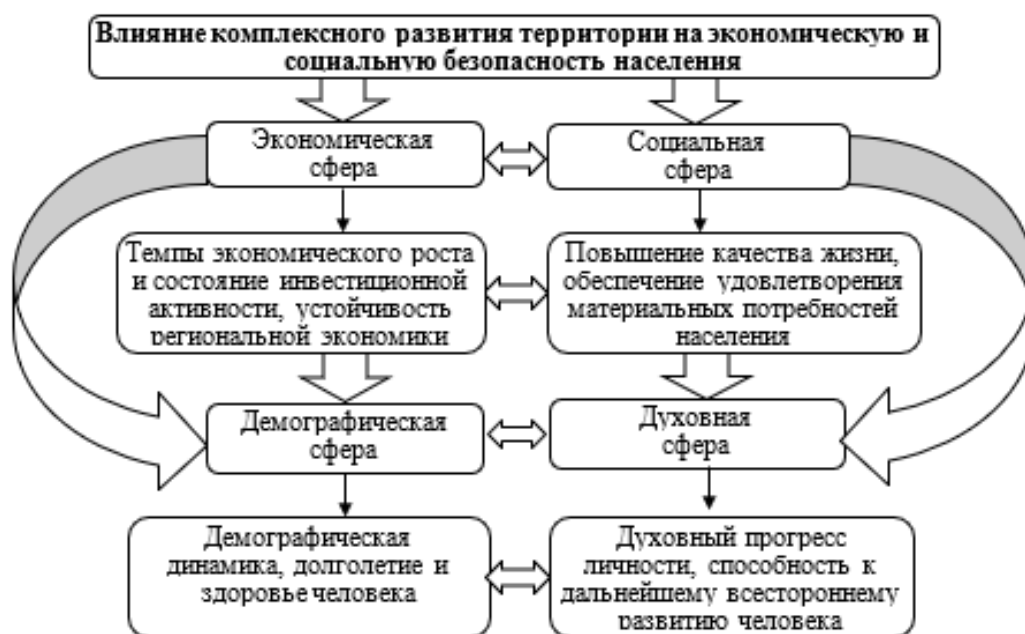 Влияние комплексного развития территории на экономическую и
социальную безопасность населения
Экономическая
сфера
Социальная
сфера
Темпы экономического роста
и состояние инвестиционной
активности, устойчивость
региональной экономики
Повышение качества жизни,
обеспечение удовлетворения
материальных потребностей
населения
Демографическая
сфера
Духовная
сфера
Демографическая
динамика, долголетие и
здоровье человека
Духовный прогресс
личности, способность к
дальнейшему всестороннему
развитию человека